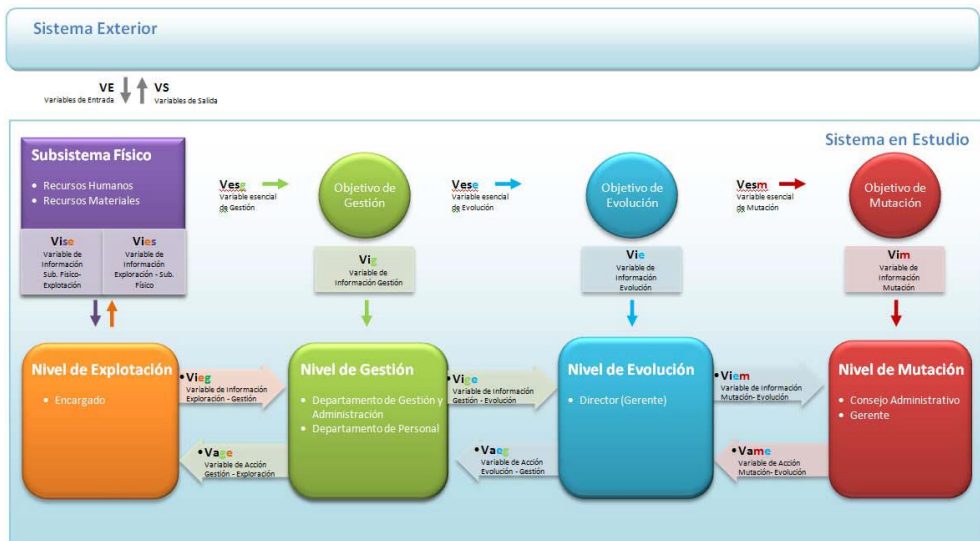 Sistema Exterior
VE
Variables de Entrada
VS
Variables de Salida
Sistema en Estudio
Subsistema Físico
• Recursos Humanos
• Recursos Materiales
Vesg
Variable esencial
de Gestión
Objetivo de
Gestión
Vese
Variable esencial
de Evolución
Objetivo de
Evolución
Vesm
Variable esencial
de Mutación
Objetivo de
Mutación
Vise
Variable de
Información
Sub. Físico-
Explotación
Vies
Variable de
Información
Exploración - Sub.
Físico
Vig
Variable de
Información Gestión
Vie
Variable de
Información
Evolución
Vim
Variable de
Información
Mutación
Nivel de Explotación
• Encargado
• Vieg
Variable de Información
Exploración - Gestión
• Vage
Variable de Acción
Gestión - Exploración
Nivel de Gestión
• Departamento de Gestión y
Administración
• Departamento de Personal
• Vige
Variable de Información
Gestión - Evolución
• Vaeg
Variable de Acción
Evolución - Gestión
Nivel de Evolución
• Director (Gerente)
• Viem
Variable de Información
Mutación- Evolución
• Vame
Variable de Acción
Mutación- Evolución
Nivel de Mutación
• Consejo Administrativo
• Gerente